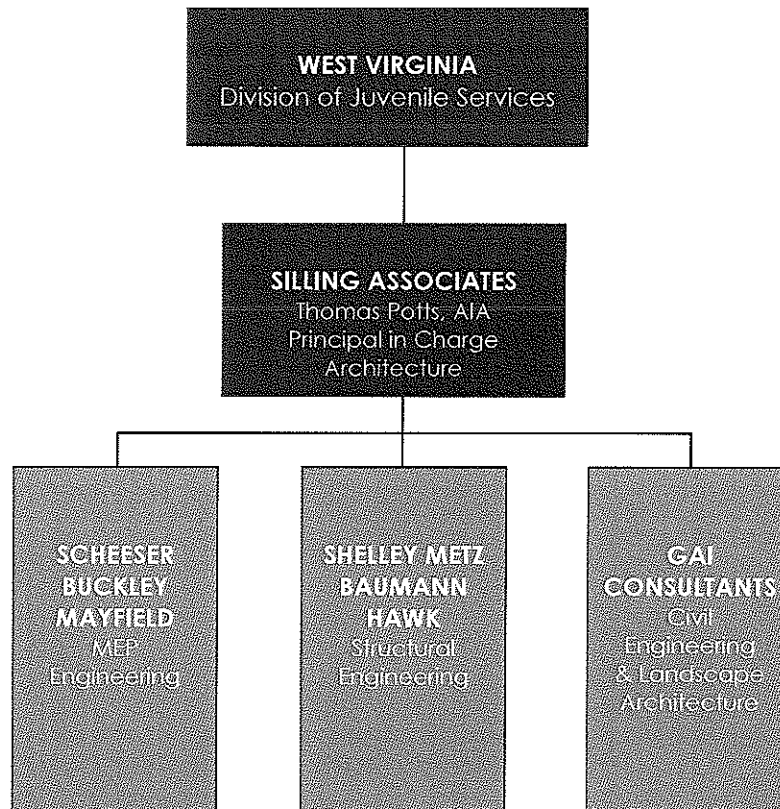 WEST VIRGINIA
Division of Juvenile Services
SILLING ASSOCIATES
Thomas Potts, AIA
Principal in Charge
Architecture
SCHEESER
BUCKLEY
MAYFIELD
MEP
Engineering
SHELLEY METZ
BAUMANN
HAWK
Structural
Engineering
GAI
CONSULTANTS
Civil
Engineering
& Landscape
Architecture